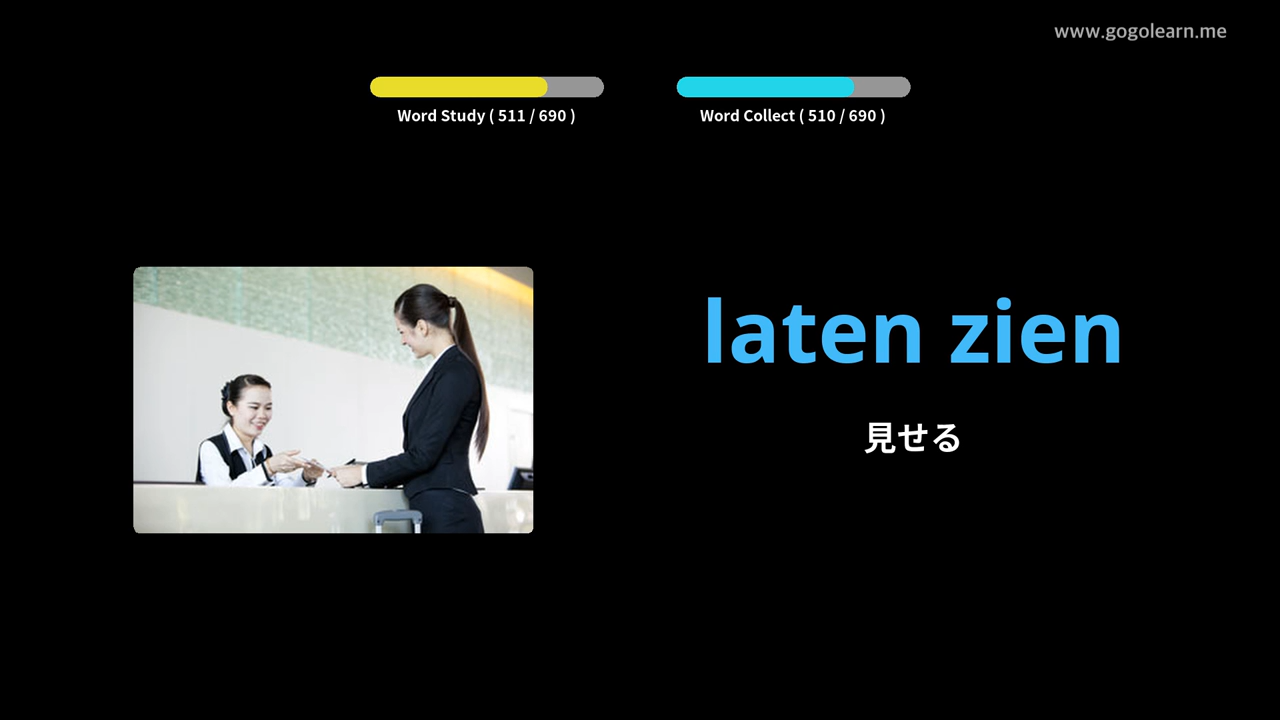 www.gogolearn.me
Word Study ( 511 / 690 )
Word Collect ( 510 / 690 )
laten zien
見せる